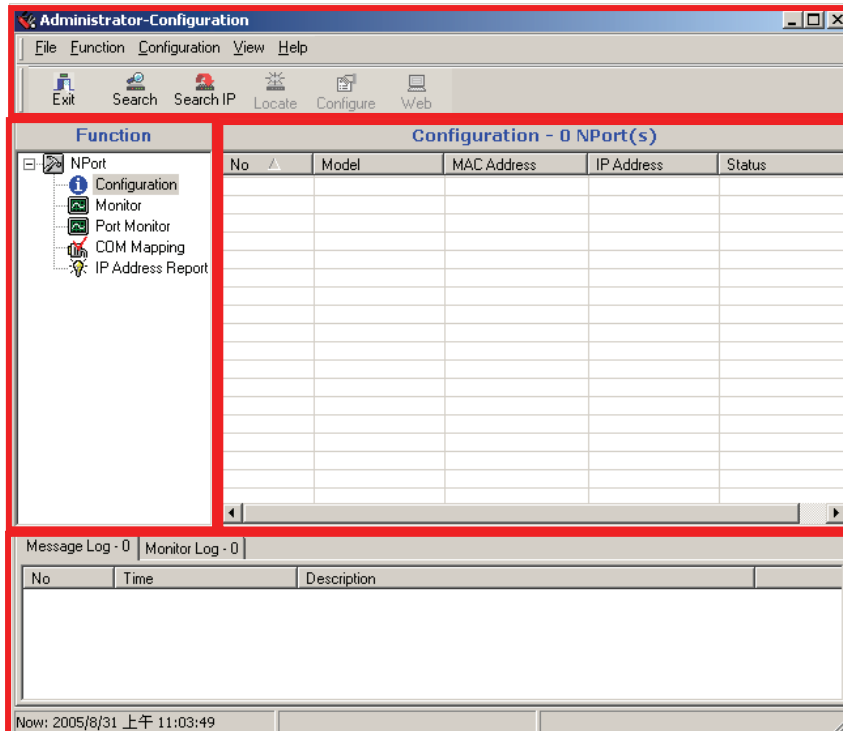 Administrator-Configuration
File Function Configuration View Help
Exit Search Search IP Locate Configure Web
Function
Configuration - 0 NPort(s)
NPort
Configuration
Monitor
Port Monitor
COM Mapping
IP Address Report
No Model MAC Address IP Address Status
Message Log - 0 Monitor Log - 0
No Time Description
Now: 2005/8/31 上午 11:03:49